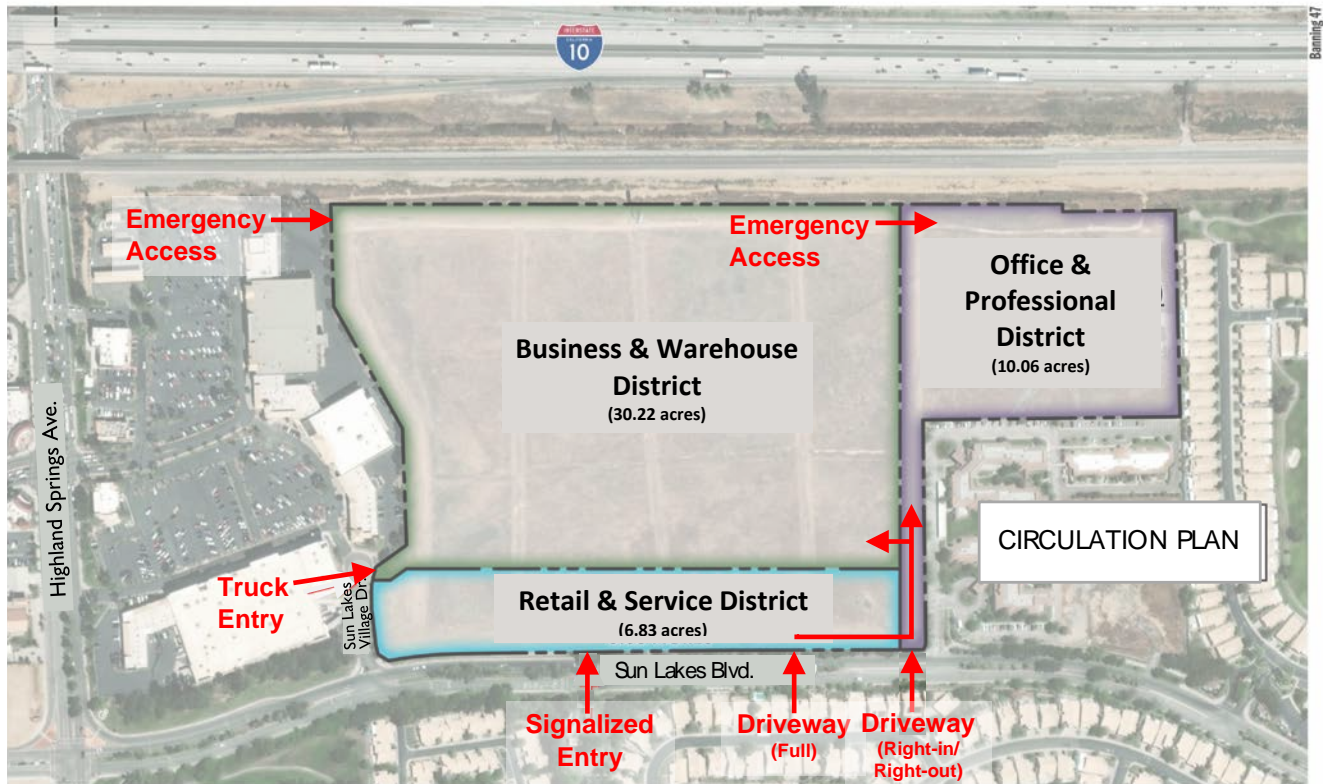 Banning 47
INTERSTATE
CALIFORNIA
10
Emergency
Access
Emergency
Access
Office &
Professional
District
(10.06 acres)
Business & Warehouse
District
(30.22 acres)
Highland Springs Ave.
CIRCULATION PLAN
Truck
Entry
Sun Lakes
Village Dr.
Retail & Service District
(6.83 acres)
Sun Lakes Blvd.
Signalized
Entry
Driveway
(Full)
Driveway
(Right-in/
Right-out)